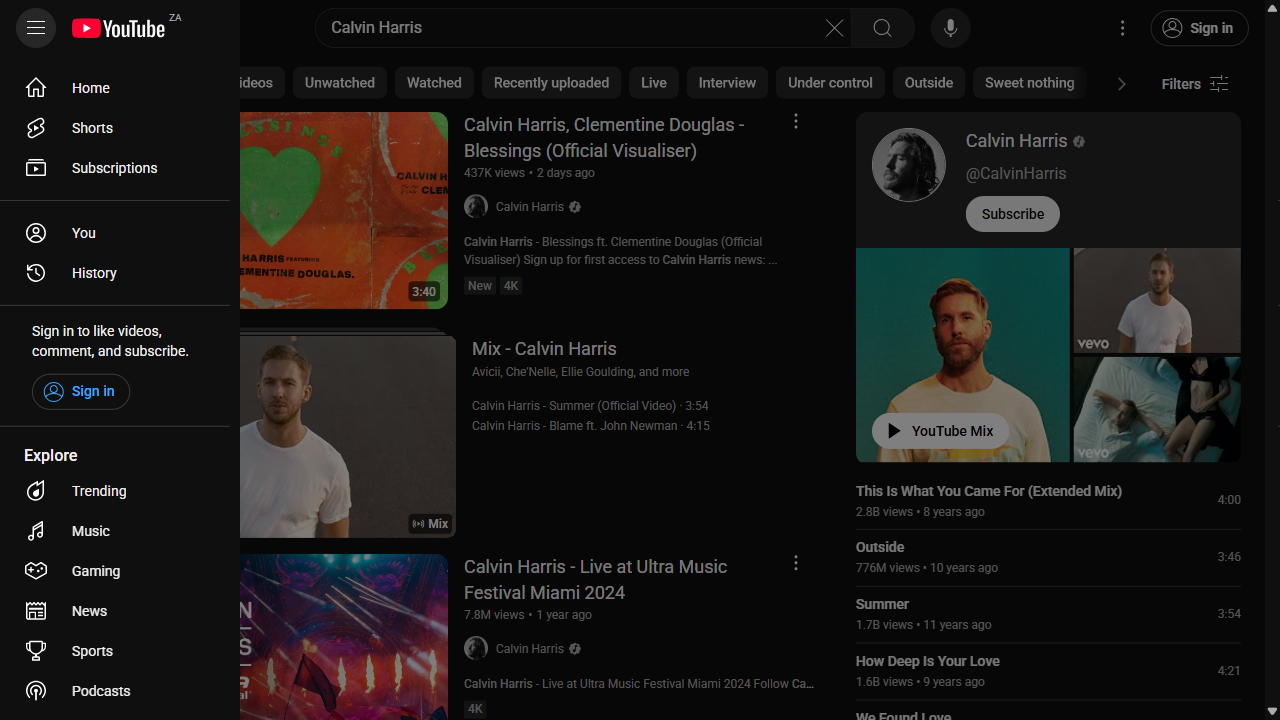 YouTube ZA
Calvin Harris
Sign in
Home
Shorts
Subscriptions
You
History
Sign in to like videos,
comment, and subscribe.
Sign in
Explore
Trending
Music
Gaming
News
Sports
Podcasts
ideos
Unwatched
Watched
Recently uploaded
Live
Interview
Under control
Outside
Sweet nothing
Filters
LESSINGS
CALVIN H
CLEM
HARRIS FEATURING
EMENTINE DOUGLAS.
BLE
3:40
Calvin Harris, Clementine Douglas -
Blessings (Official Visualiser)
437K views • 2 days ago
Calvin Harris
Calvin Harris - Blessings ft. Clementine Douglas (Official
Visualiser) Sign up for first access to Calvin Harris news: ...
New
4K
Mix
Mix - Calvin Harris
Avicii, Che'Nelle, Ellie Goulding, and more
Calvin Harris - Summer (Official Video) · 3:54
Calvin Harris - Blame ft. John Newman · 4:15
N
S
Calvin Harris - Live at Ultra Music
Festival Miami 2024
7.8M views • 1 year ago
Calvin Harris
Calvin Harris - Live at Ultra Music Festival Miami 2024 Follow Ca...
4K
Calvin Harris
@CalvinHarris
Subscribe
vevo
vevo
YouTube Mix
This Is What You Came For (Extended Mix)
2.8B views • 8 years ago
4:00
Outside
776M views • 10 years ago
3:46
Summer
1.7B views • 11 years ago
3:54
How Deep Is Your Love
1.6B views • 9 years ago
4:21
We Found Love